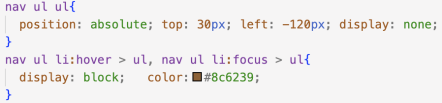 nav ul ul{
  position: absolute; top: 30px; left: -120px; display: none;
}
nav ul li:hover > ul, nav ul li:focus > ul{
  display: block;   color:#8c6239;
}